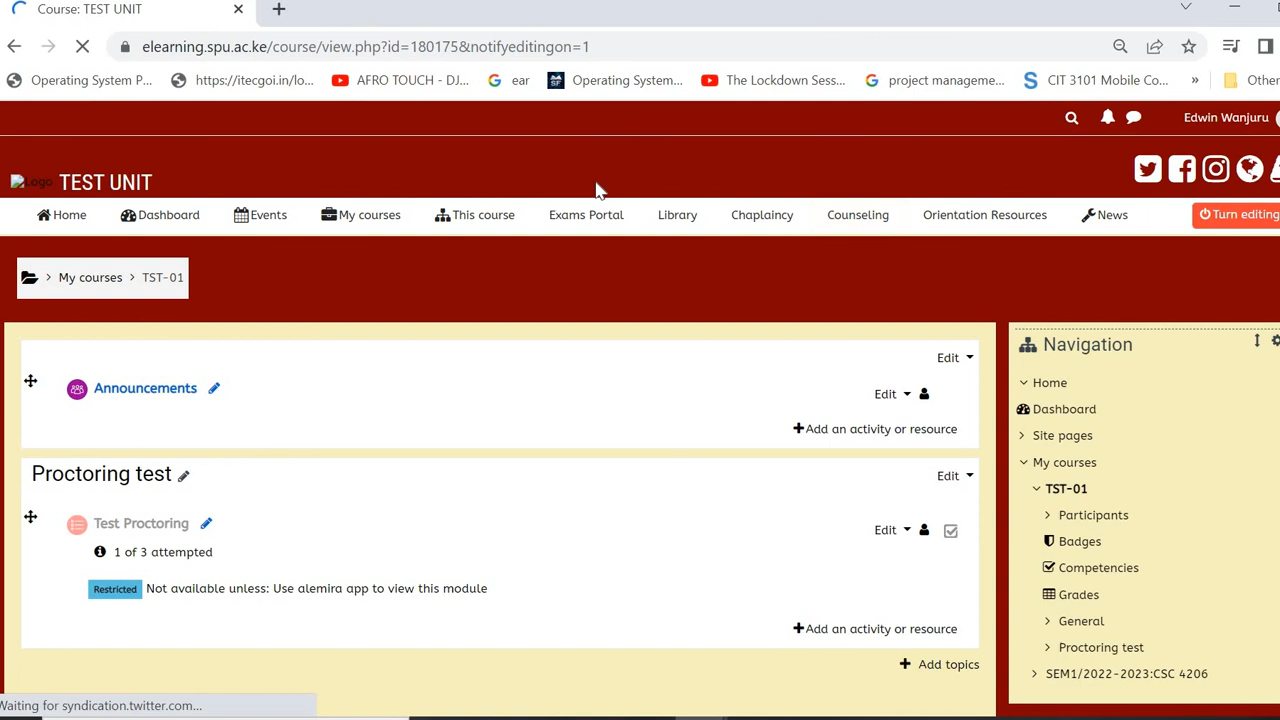 Course: TEST UNIT
elearning.spu.ac.ke/course/view.php?id=180175&notifyeditingon=1
Operating System P... https://itecgoi.in/lo... AFRO TOUCH - DJ... ear Operating System... The Lockdown Sess... project manageme... CIT 3101 Mobile Co... » Other
Edwin Wanjuru
Logo TEST UNIT
Home Dashboard Events My courses This course Exams Portal Library Chaplaincy Counseling Orientation Resources News Turn editing
> My courses > TST-01
Edit
Announcements
Edit
+Add an activity or resource
Proctoring test
Edit
Test Proctoring
Edit
1 of 3 attempted
Restricted Not available unless: Use alemira app to view this module
+Add an activity or resource
+ Add topics
Navigation
Home
Dashboard
Site pages
My courses
TST-01
Participants
Badges
Competencies
Grades
General
Proctoring test
SEM1/2022-2023:CSC 4206
Waiting for syndication.twitter.com...